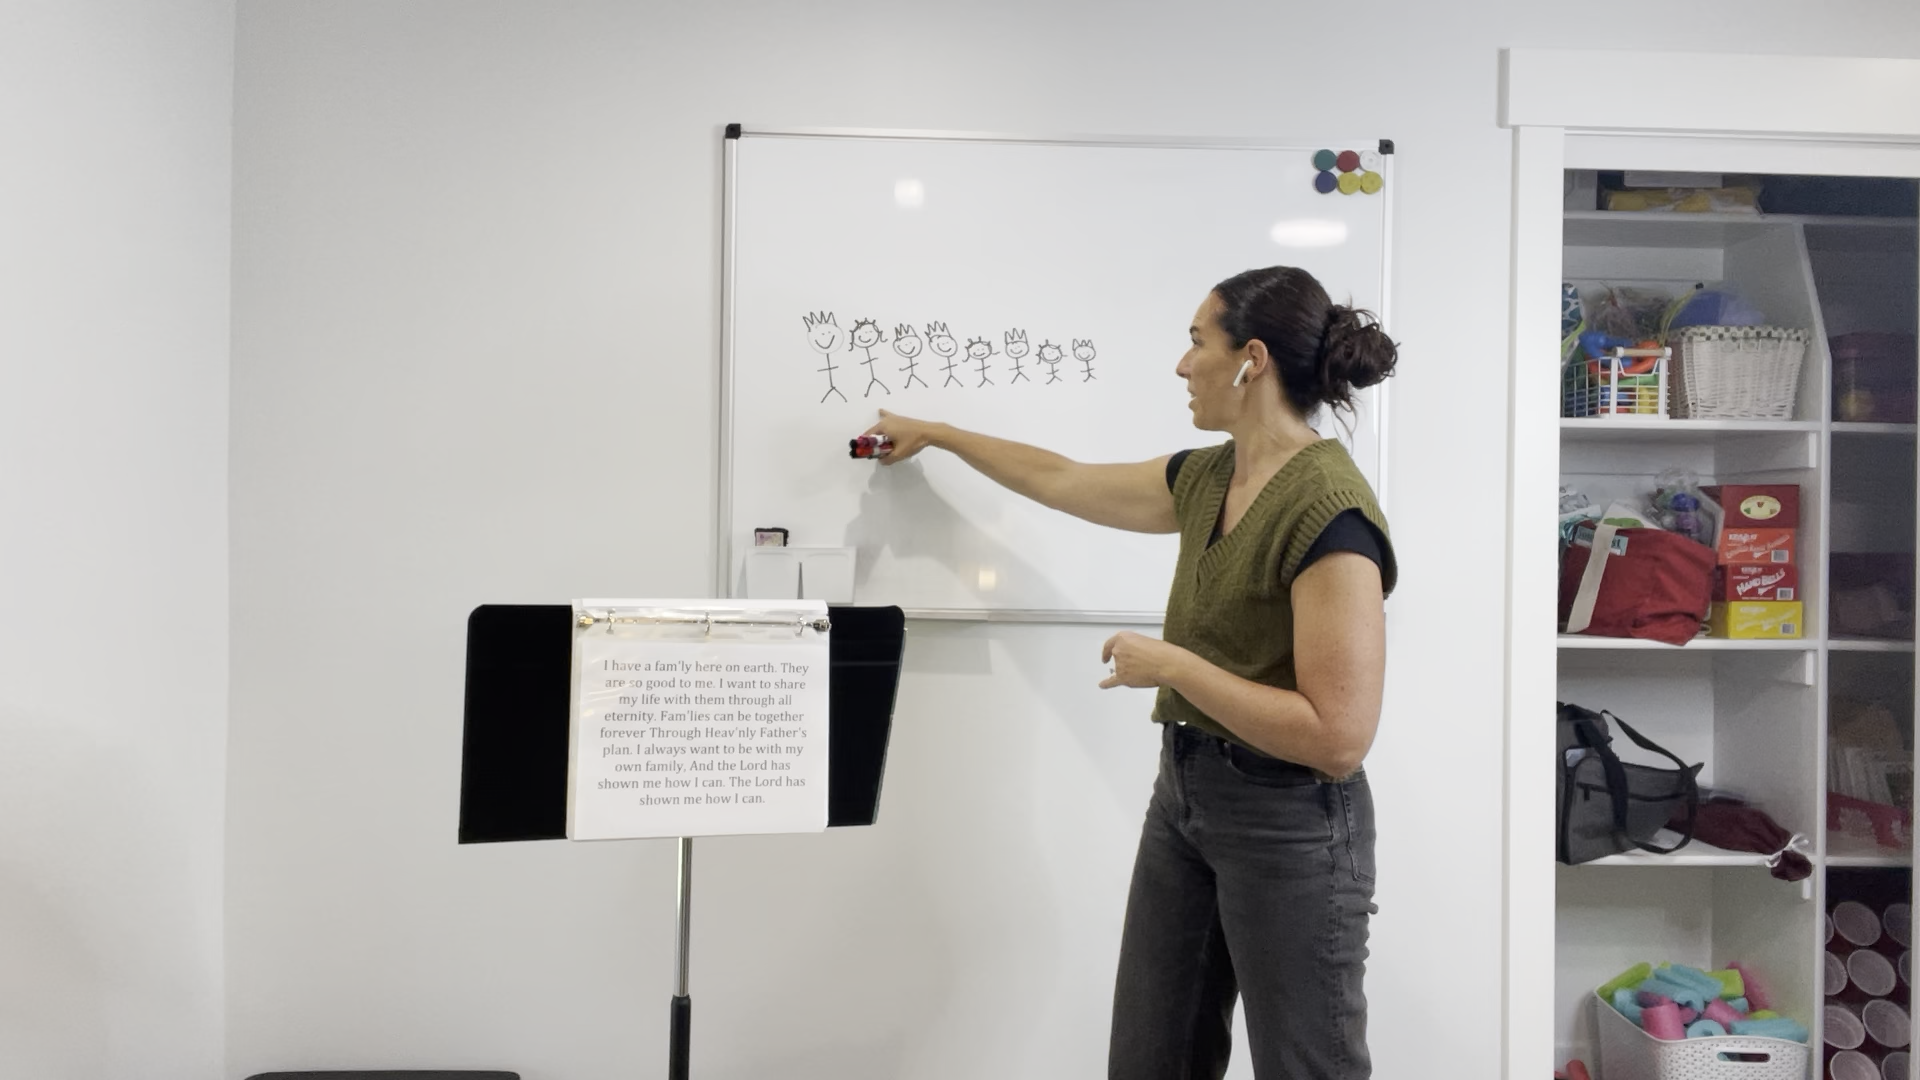 I have a fam'ly here on earth. They
are so good to me. I want to share
my life with them through all
eternity. Fam'lies can be together
forever Through Heav'nly Father's
plan. I always want to be with my
own family, And the Lord has
shown me how I can. The Lord has
shown me how I can.
HAND BELLS